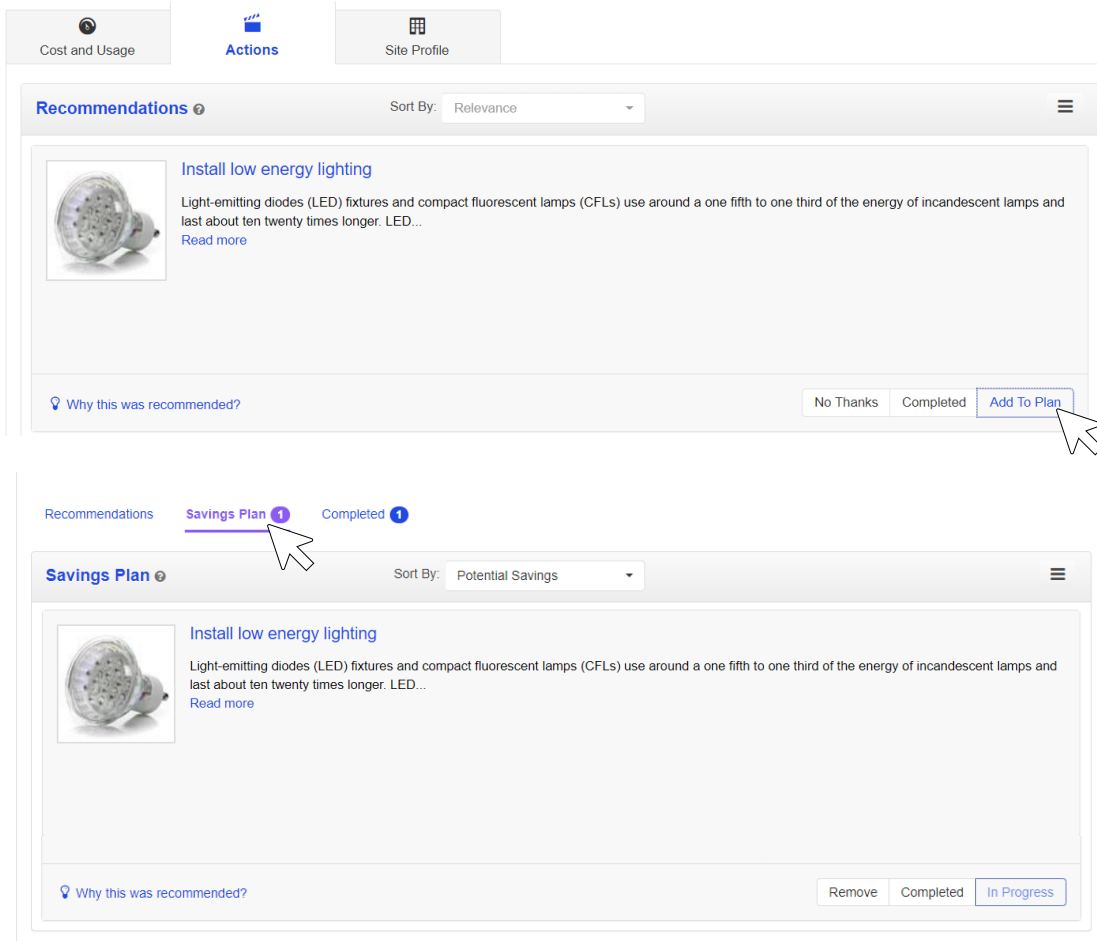 Cost and Usage
Actions
Site Profile
Recommendations
Sort By: Relevance
Install low energy lighting
Light-emitting diodes (LED) fixtures and compact fluorescent lamps (CFLs) use around a one fifth to one third of the energy of incandescent lamps and
last about ten twenty times longer. LED...
Read more
Why this was recommended?
No Thanks Completed Add To Plan
Recommendations Savings Plan 1 Completed 1
Savings Plan
Sort By: Potential Savings
Install low energy lighting
Light-emitting diodes (LED) fixtures and compact fluorescent lamps (CFLs) use around a one fifth to one third of the energy of incandescent lamps and
last about ten twenty times longer. LED...
Read more
Why this was recommended?
Remove Completed In Progress